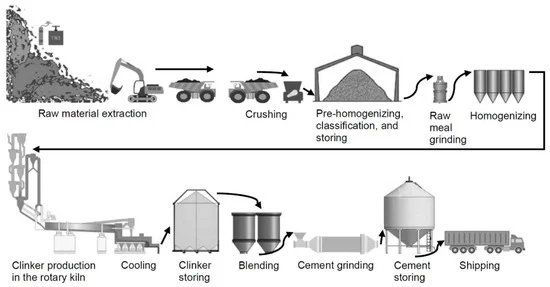 TNT
Raw material extraction
Crushing
Pre-homogenizing,
classification, and
storing
Raw
meal
grinding
Homogenizing
Clinker production
in the rotary kiln
Cooling
Clinker
storing
Blending
Cement grinding
Cement
storing
Shipping